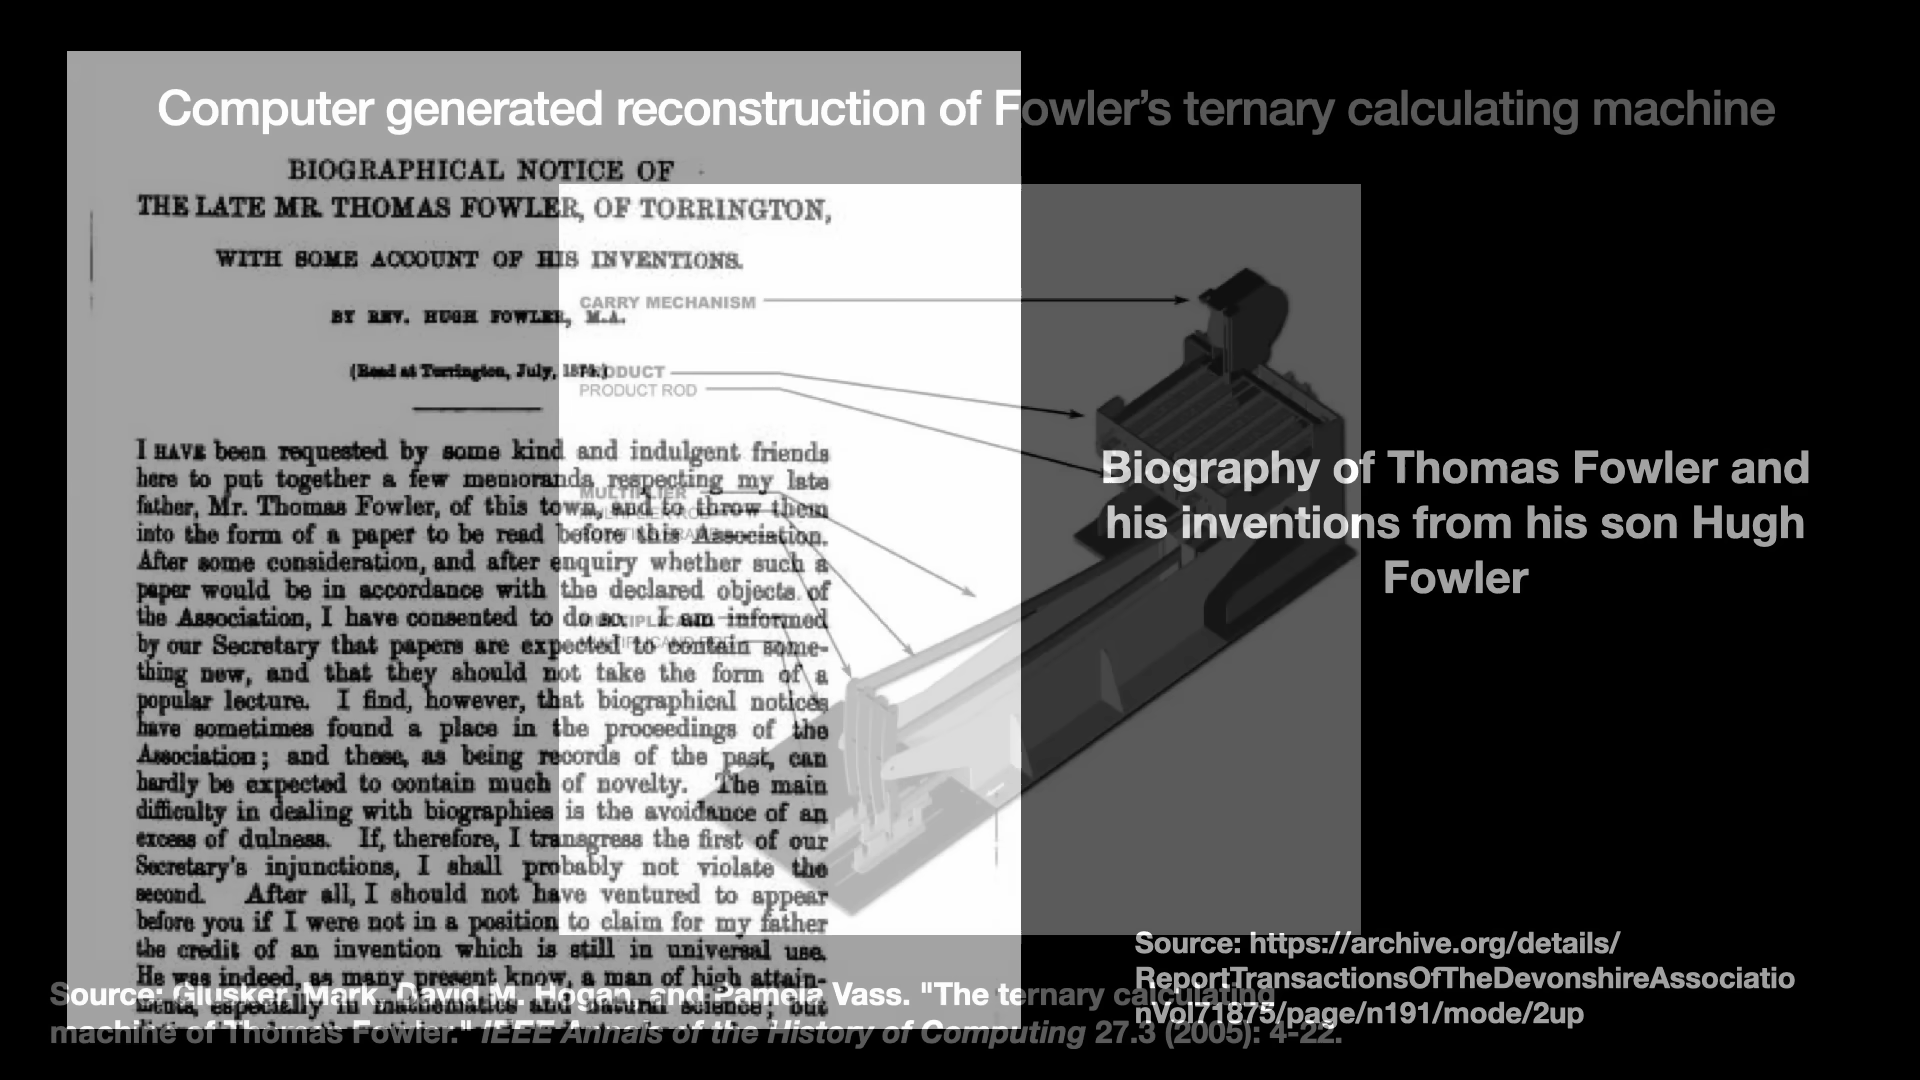 Computer generated reconstruction of Fowler's ternary calculating machine
BIOGRAPHICAL NOTICE OF
THE LATE MR. THOMAS FOWLER, OF TORRINGTON,
WITH SOME ACCOUNT OF HIS INVENTIONS.
BY REV. HUGH FOWLER, M.A.
(Read at Torrington, July,
I HAVE been requested by some kind and indulgent friends
here to put together a few memoranda respecting my late
father, Mr. Thomas Fowler, of this town, and to throw them
into the form of a paper to be read before this Association.
After some consideration, and after enquiry whether such a
paper would be in accordance with the declared objects of
the Association, I have consented to do so. I am informed
by our Secretary that papers are expected to contain some-
thing new, and that they should not take the form of a
popular lecture. I find, however, that biographical notices
have sometimes found a place in the proceedings of the
Association; and these, as being records of the past, can
hardly be expected to contain much of novelty. The main
difficulty in dealing with biographies is the avoidance of an
excess of dulness. If, therefore, I transgress the first of our
Secretary's injunctions, I shall probably not violate the
second. After all, I should not have ventured to appear
before you if I were not in a position to claim for my father
the credit of an invention which is still in universal use.
He was indeed, as many present know, a man of high attain-
ments, especially in mathematics and natural science; but
CARRY MECHANISM
PRODUCT
PRODUCT ROD
MULTIPLIER
Biography of Thomas Fowler and
his inventions from his son Hugh
Fowler
Source: https://archive.org/details/
ReportTransactionsOfTheDevonshireAssociatio
nVol71875/page/n191/mode/2up
Source: Glusker, Mark, David M. Hogan, and Pamela Vass. "The ternary calculating
machine of Thomas Fowler." IEEE Annals of the History of Computing 27.3 (2005): 4-22.